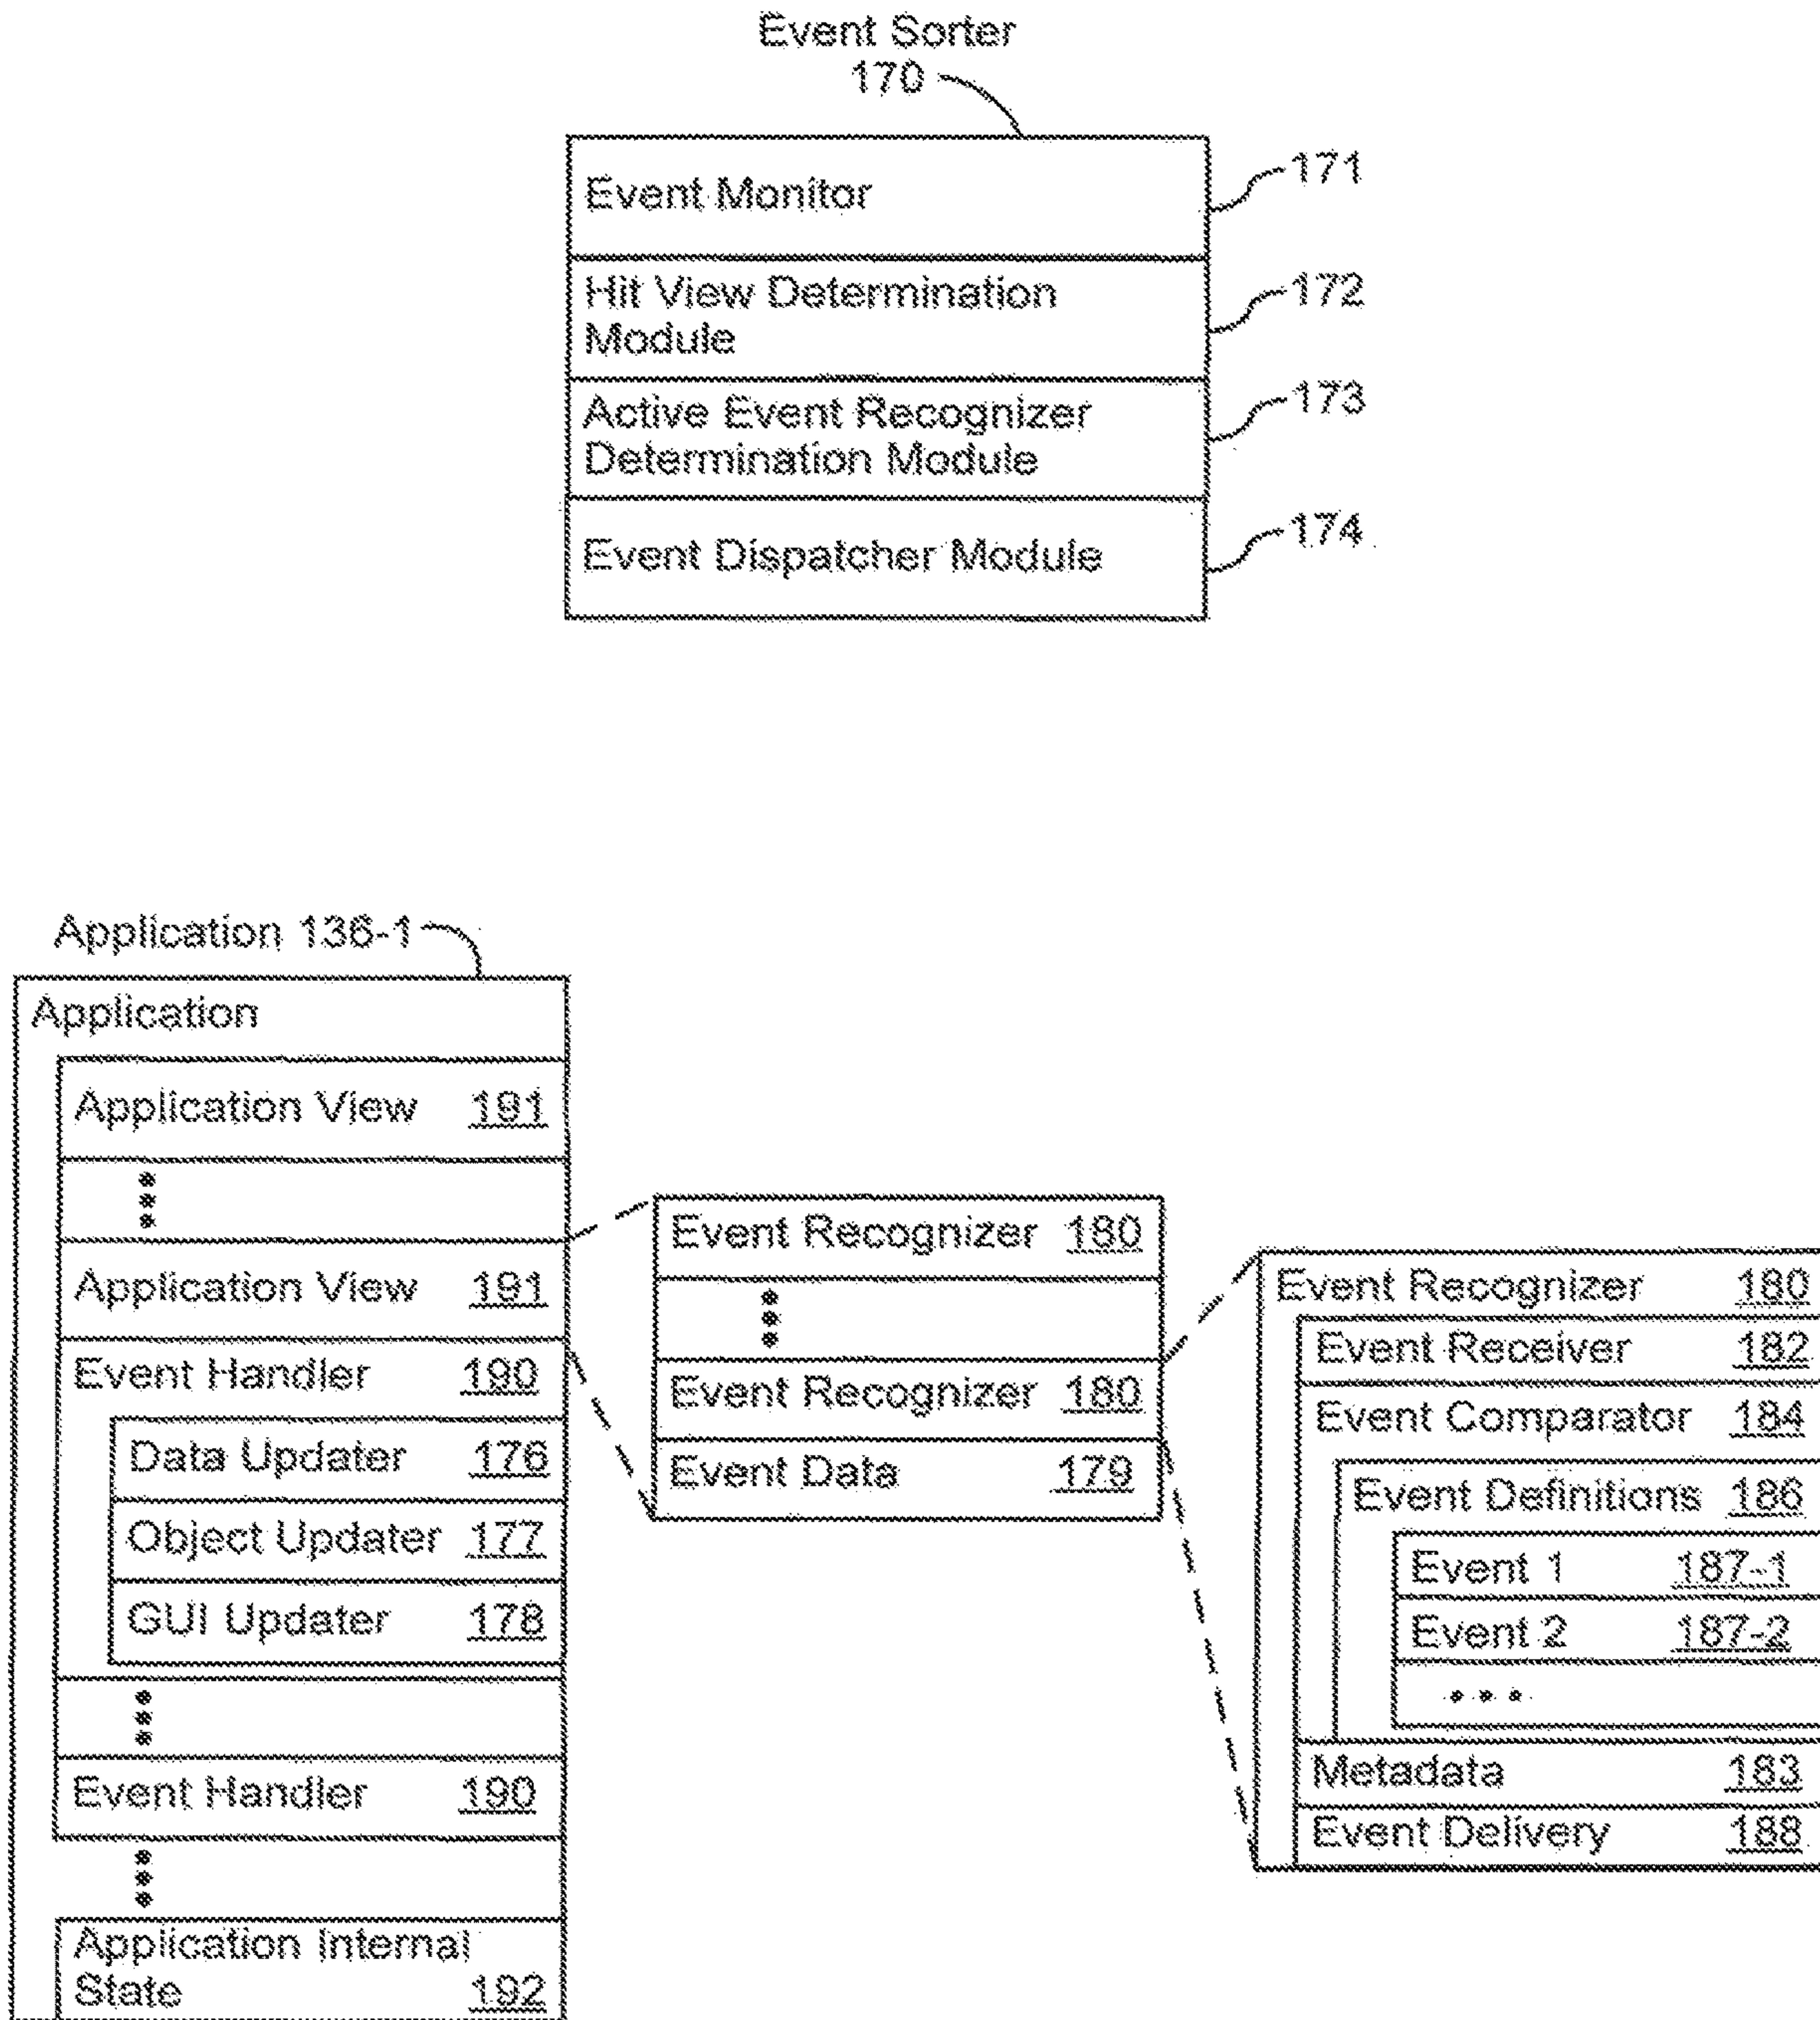 Event Sorter
170
Event Monitor
171
Hit View Determination
Module
172
Active Event Recognizer
Determination Module
173
Event Dispatcher Module
174
Application 136-1
Application
Application View 191
Application View 191
Event Handler 190
Data Updater 176
Object Updater 177
GUI Updater 178
Event Handler 190
Application Internal
State 192
Event Recognizer 180
Event Recognizer 180
Event Data 179
Event Recognizer 180
Event Receiver 182
Event Comparator 184
Event Definitions 186
Event 1 187-1
Event 2 187-2
Metadata 183
Event Delivery 188